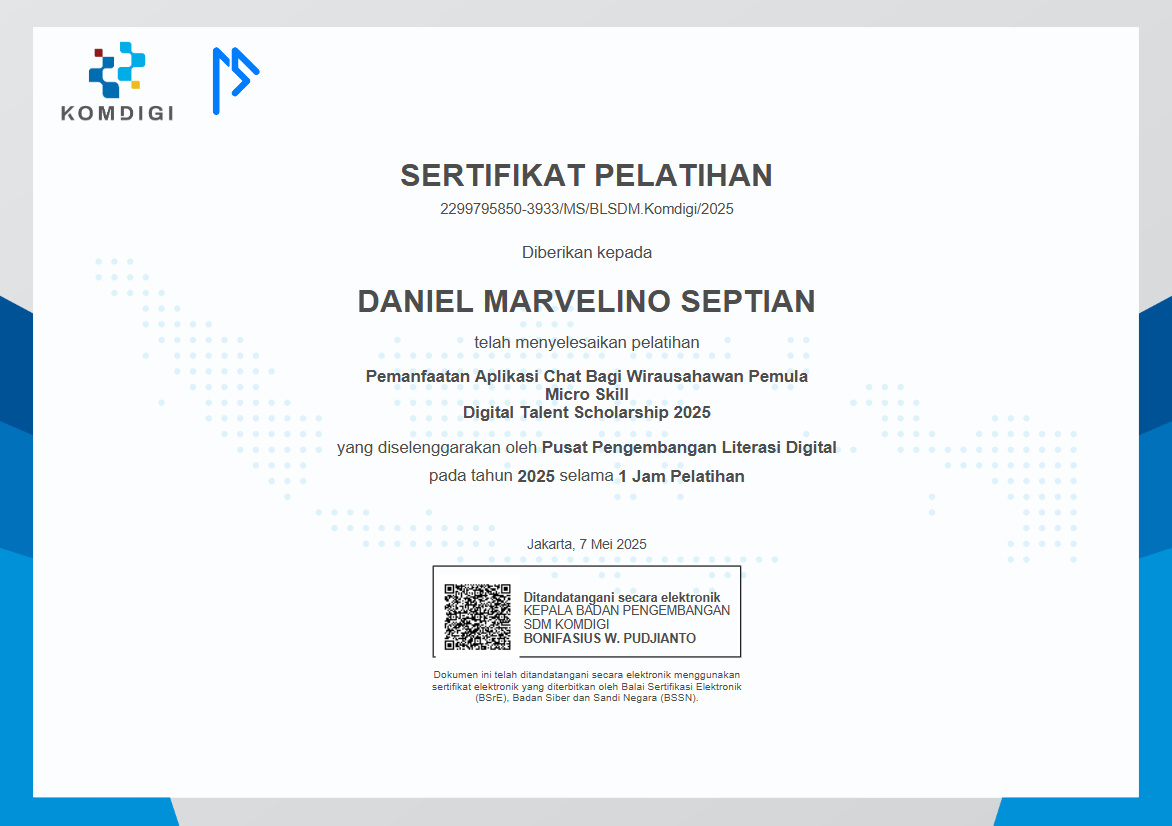 KOMDIGI
SERTIFIKAT PELATIHAN
2299795850-3933/MS/BLSDM.Komdigi/2025
Diberikan kepada
DANIEL MARVELINO SEPTIAN
telah menyelesaikan pelatihan
Pemanfaatan Aplikasi Chat Bagi Wirausahawan Pemula
Micro Skill
Digital Talent Scholarship 2025
yang diselenggarakan oleh Pusat Pengembangan Literasi Digital
pada tahun 2025 selama 1 Jam Pelatihan
Jakarta, 7 Mei 2025
Ditandatangani secara elektronik
KEPALA BADAN PENGEMBANGAN
SDM KOMDIGI
BONIFASIUS W. PUDJIANTO
Dokumen ini telah ditandatangani secara elektronik menggunakan
sertifikat elektronik yang diterbitkan oleh Balai Sertifikasi Elektronik
(BSrE), Badan Siber dan Sandi Negara (BSSN).